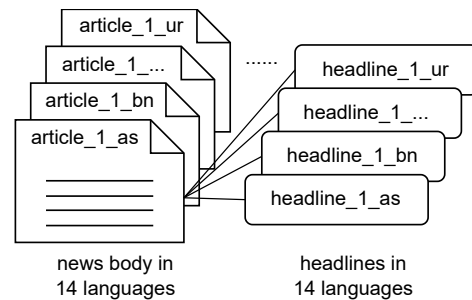 article_1_ur
article_1_...
article_1_bn
article_1_as
......
headline_1_ur
headline_1_...
headline_1_bn
headline_1_as
news body in
14 languages
headlines in
14 languages